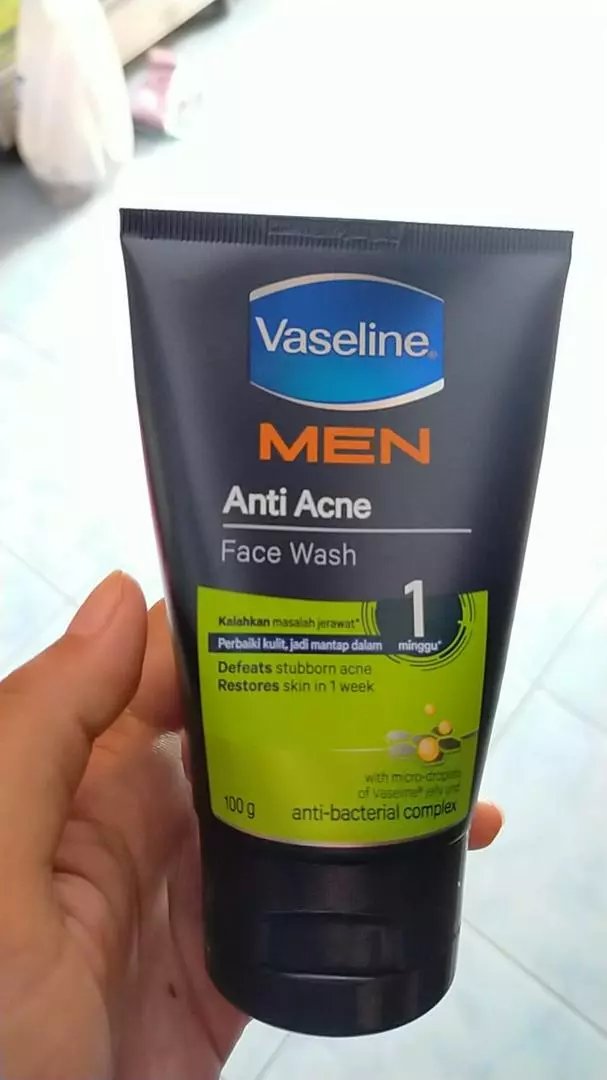 Vaseline®
MEN
Anti Acne
Face Wash
Kalahkan masalah jerawat*
1
Perbaiki kulit, jadi mantap dalam minggu*
Defeats stubborn acne
Restores skin in 1 week
with micro-droplets
of Vaseline® jelly and
100 g anti-bacterial complex